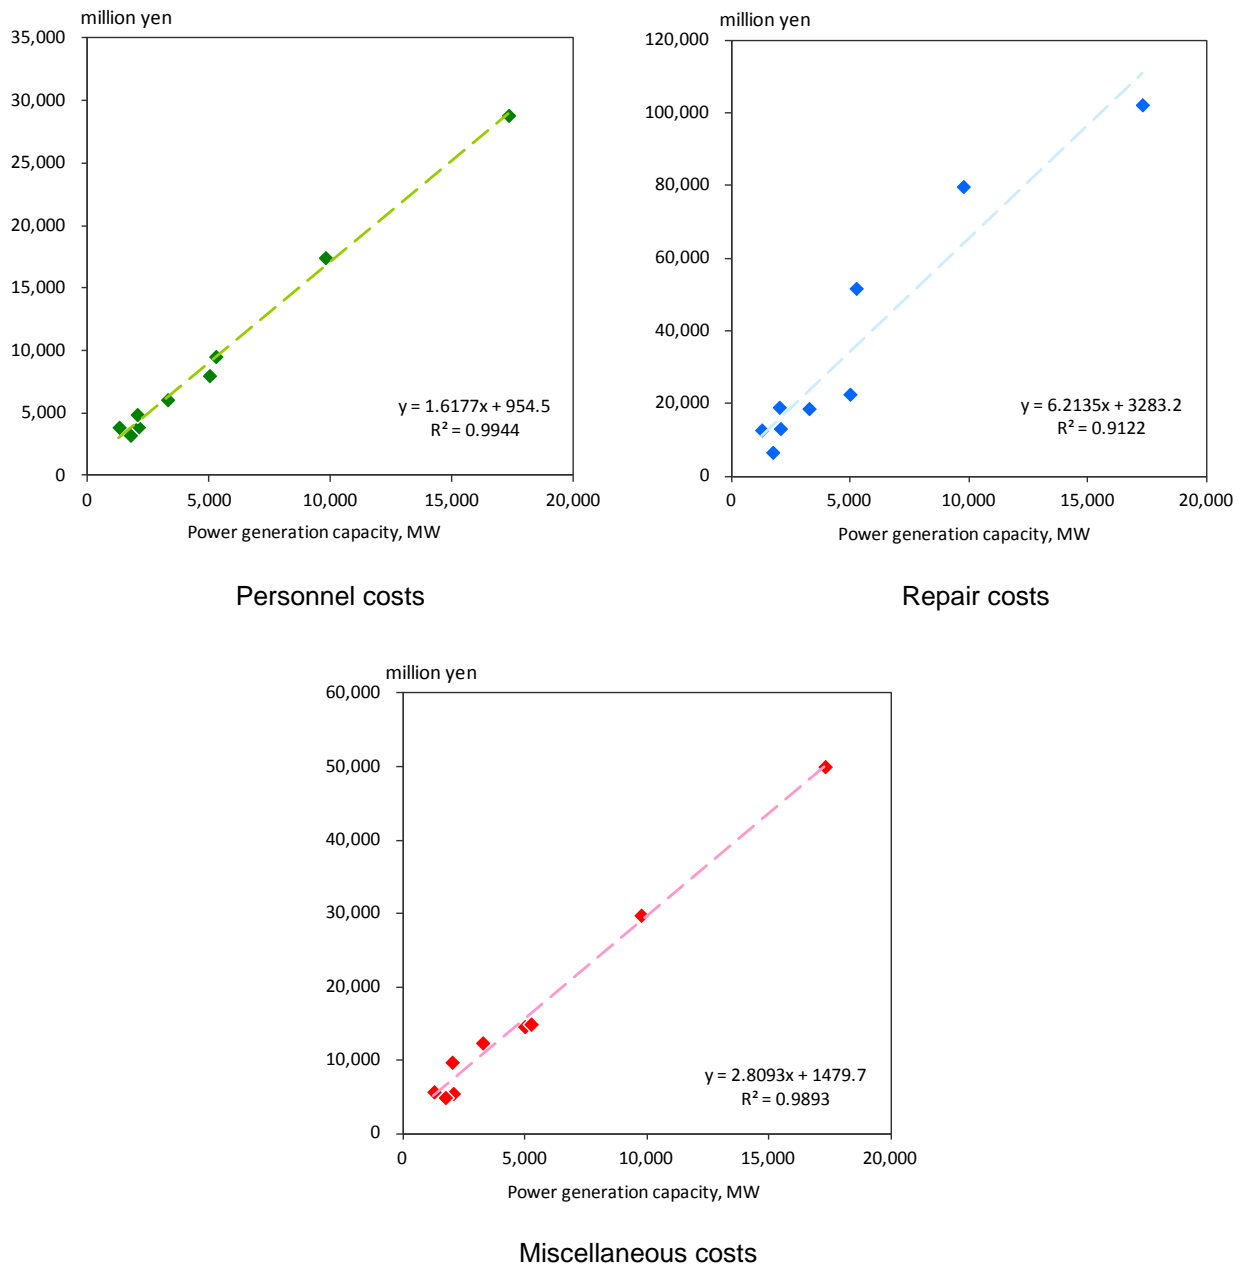 million yen
35,000
30,000
25,000
20,000
15,000
10,000
5,000
0
y = 1.6177x + 954.5
R² = 0.9944
0 5,000 10,000 15,000 20,000
Power generation capacity, MW
Personnel costs
million yen
120,000
100,000
80,000
60,000
40,000
20,000
0
y = 6.2135x + 3283.2
R² = 0.9122
0 5,000 10,000 15,000 20,000
Power generation capacity, MW
Repair costs
million yen
60,000
50,000
40,000
30,000
20,000
10,000
0
y = 2.8093x + 1479.7
R² = 0.9893
0 5,000 10,000 15,000 20,000
Power generation capacity, MW
Miscellaneous costs